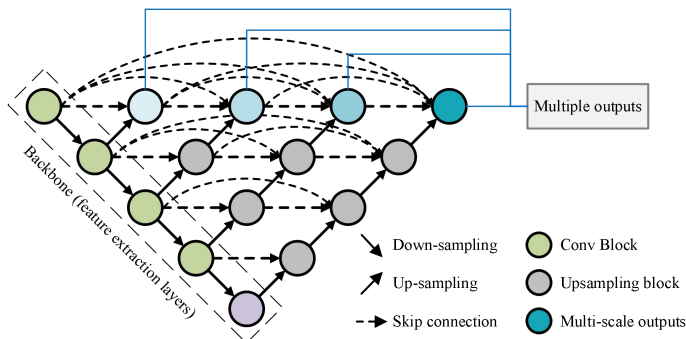 Multiple outputs
Backbone (feature extraction layers)
Down-sampling
Conv Block
Up-sampling
Upsampling block
Skip connection
Multi-scale outputs